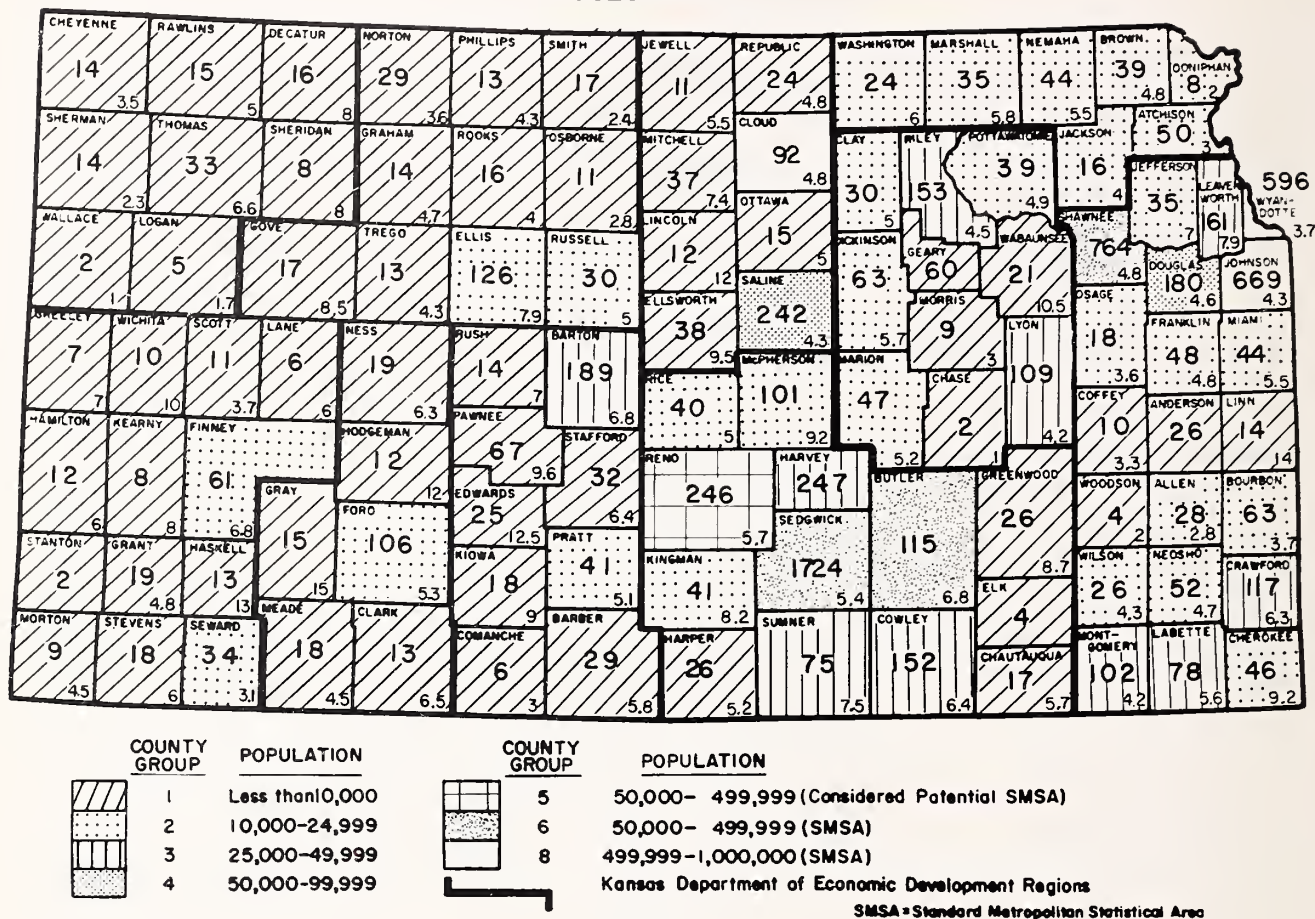 CHEYENNE RAWLINS DECATUR NORTON PHILLIPS SMITH JEWELL REPUBLIC WASHINGTON MARSHALL NEMAHA BROWN DONIPHAN
14 15 16 29 13 17 11 24 24 35 44 39 8
3.5 5 8 3.6 4.3 2.4 5.5 4.8 6 5.8 5.5 4.8 2
SHERMAN THOMAS SHERIDAN GRAHAM ROOKS OSBORNE MITCHELL CLOUD CLAY RILEY POTTAWATOMIE JACKSON ATCHISON
14 33 8 14 16 11 37 92 30 153 39 16 50
2.3 6.6 8 4.7 4 2.8 7.4 4.8 5 4.5 4.9 4 3
JEFFERSON LEAVENWORTH WYANDOTTE
35 61 596
7 7.9 3.7
WALLACE LOGAN GOVE TREGO ELLIS RUSSELL LINCOLN OTTAWA DICKINSON GEARY WABAUNSEE SHAWNEE DOUGLAS JOHNSON
2 5 17 13 126 30 12 15 63 60 21 764 180 669
1 1.7 8.5 4.3 7.9 5 12 5 5.7 10.5 4.8 4.6 4.3
ELLSWORTH SALINE MORRIS OSAGE FRANKLIN MIAMI
38 242 9 18 48 44
9.5 4.3 3 3.6 4.8 5.5
GREELEY WICHITA SCOTT LANE NESS RUSH BARTON RICE McPHERSON MARION CHASE LYON COFFEY ANDERSON LINN
7 10 11 6 19 14 189 40 101 47 2 109 10 26 14
7 10 3.7 6 6.3 7 6.8 5 9.2 5.2 1 4.2 3.3 14
HAMILTON KEARNY FINNEY HODGEMAN PAWNEE STAFFORD RENO HARVEY BUTLER GREENWOOD WOODSON ALLEN BOURBON
12 8 61 12 67 32 246 247 115 26 4 28 63
6 8 6.8 12 9.6 6.4 5.7 6.8 8.7 2 2.8 3.7
GRAY FORD EDWARDS PRATT SEDGWICK
15 106 25 41 1724
15 5.3 12.5 5.1 5.4
STANTON GRANT HASKELL KIOWA KINGMAN ELK WILSON NEOSHO CRAWFORD
2 19 13 18 41 4 26 52 117
4.8 13 9 8.2 4.3 4.7 6.3
MORTON STEVENS SEWARD MEADE CLARK COMANCHE BARBER HARPER SUMNER COWLEY CHAUTAUQUA MONT-
GOMERY LABETTE CHEROKEE
9 18 34 18 13 6 29 26 75 152 17 102 78 46
4.5 6 3.1 4.5 6.5 3 5.8 5.2 7.5 6.4 5.7 4.2 5.6 9.2
COUNTY GROUP POPULATION
1 Less than10,000
2 10,000-24,999
3 25,000-49,999
4 50,000-99,999
COUNTY GROUP POPULATION
5 50,000- 499,999 (Considered Potential SMSA)
6 50,000- 499,999 (SMSA)
8 499,999-1,000,000 (SMSA)
Kansas Department of Economic Development Regions
SMSA=Standard Metropolitan Statistical Area